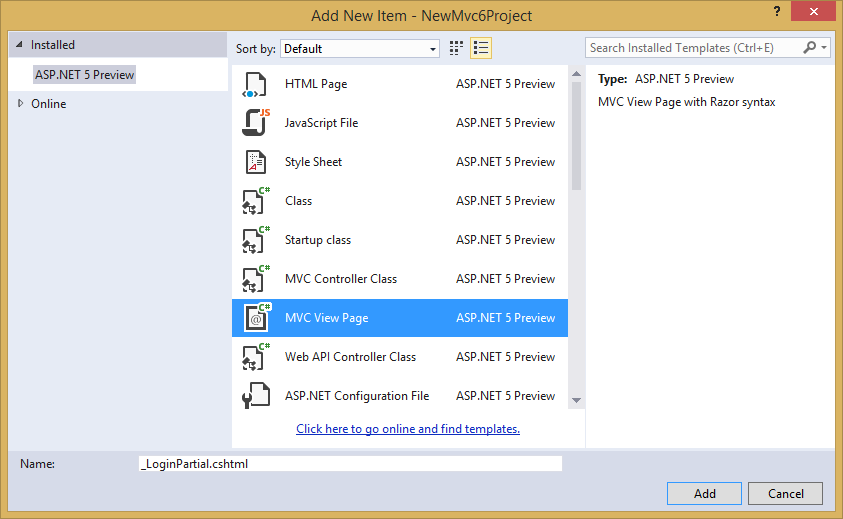 Add New Item - NewMvc6Project
?
Installed
ASP.NET 5 Preview
Online
Sort by: Default
Search Installed Templates (Ctrl+E)
HTML Page ASP.NET 5 Preview
JS JavaScript File ASP.NET 5 Preview
A Style Sheet ASP.NET 5 Preview
C# Class ASP.NET 5 Preview
C# Startup class ASP.NET 5 Preview
C# MVC Controller Class ASP.NET 5 Preview
C# @ MVC View Page ASP.NET 5 Preview
C# Web API Controller Class ASP.NET 5 Preview
ASP.NET Configuration File ASP.NET 5 Preview
Click here to go online and find templates.
Type: ASP.NET 5 Preview
MVC View Page with Razor syntax
Name: _LoginPartial.cshtml
Add Cancel